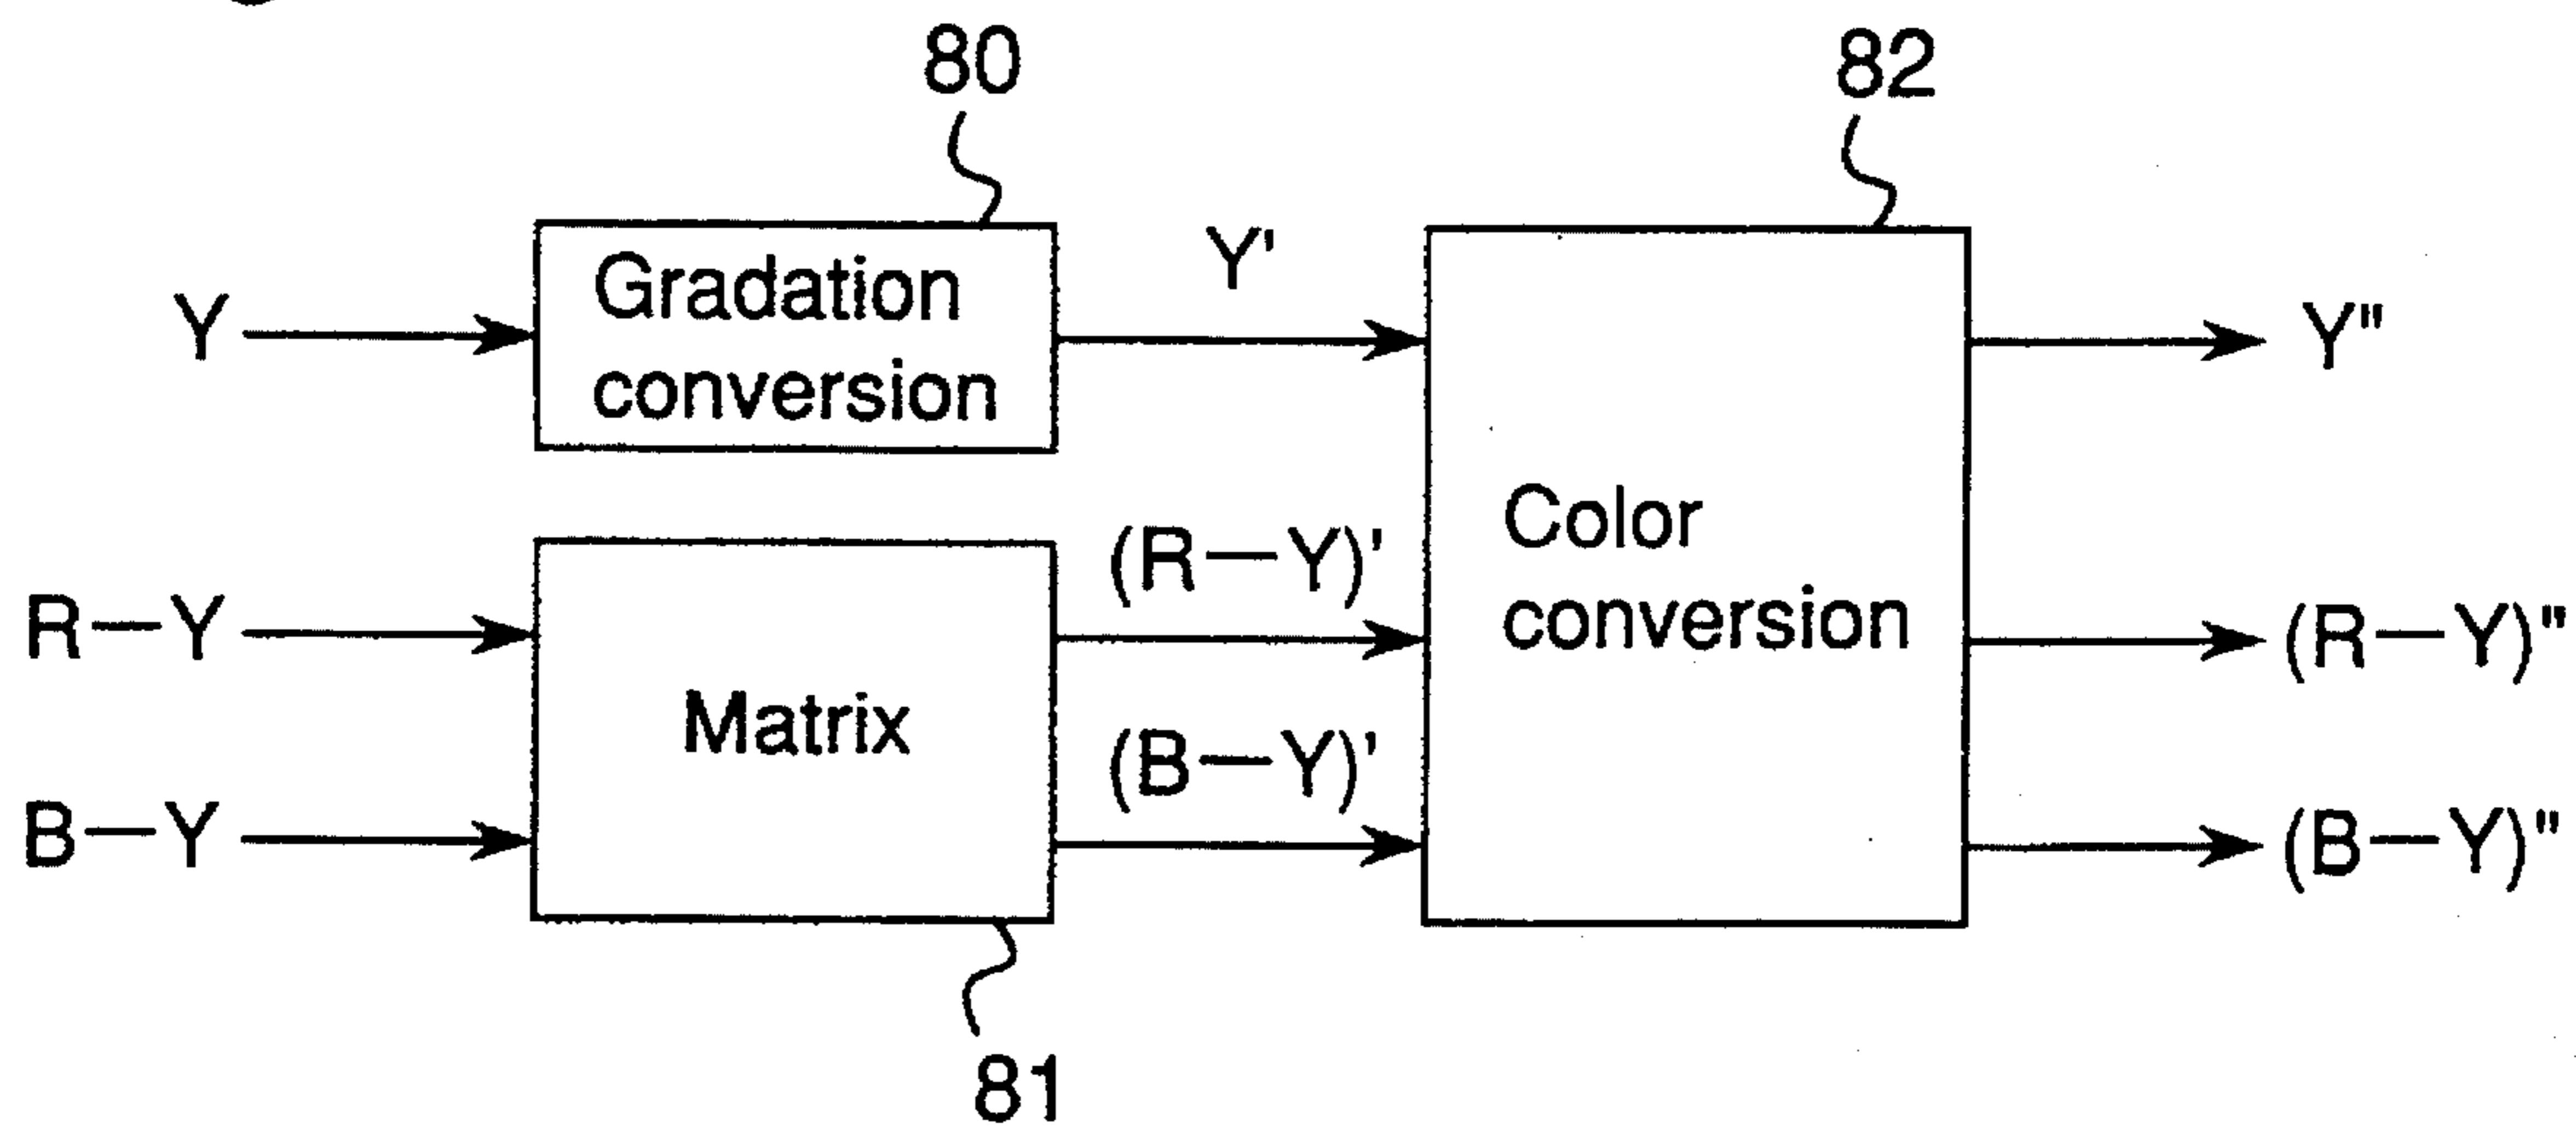 80
82
Y
Gradation
conversion
Y'
Y"
R—Y
B—Y
Matrix
(R—Y)'
(B—Y)'
Color
conversion
(R—Y)"
(B—Y)"
81